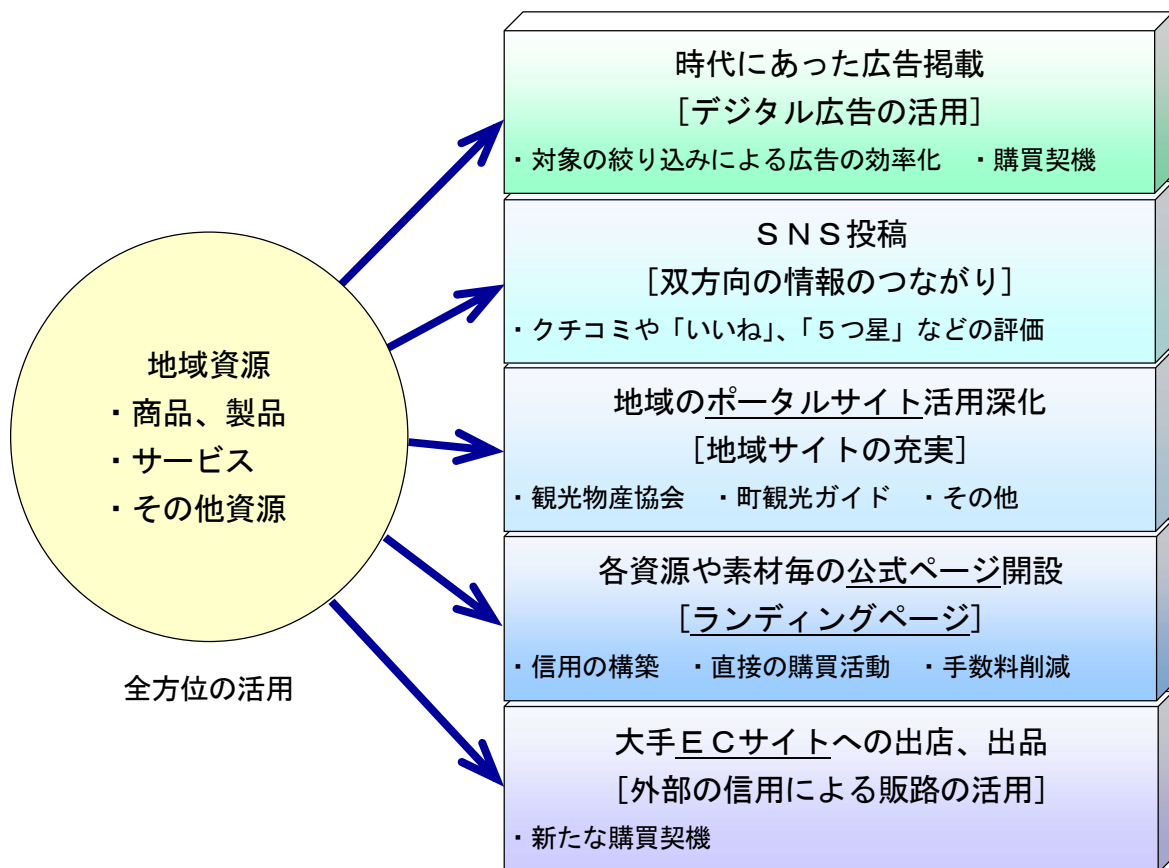 地域資源
・商品、製品
・サービス
・その他資源
全方位の活用
時代にあった広告掲載
［デジタル広告の活用］
・対象の絞り込みによる広告の効率化　・購買契機
ＳＮＳ投稿
［双方向の情報のつながり］
・クチコミや「いいね」、「５つ星」などの評価
地域のポータルサイト活用深化
［地域サイトの充実］
・観光物産協会　・町観光ガイド　・その他
各資源や素材毎の公式ページ開設
［ランディングページ］
・信用の構築　・直接の購買活動　・手数料削減
大手ＥＣサイトへの出店、出品
［外部の信用による販路の活用］
・新たな購買契機